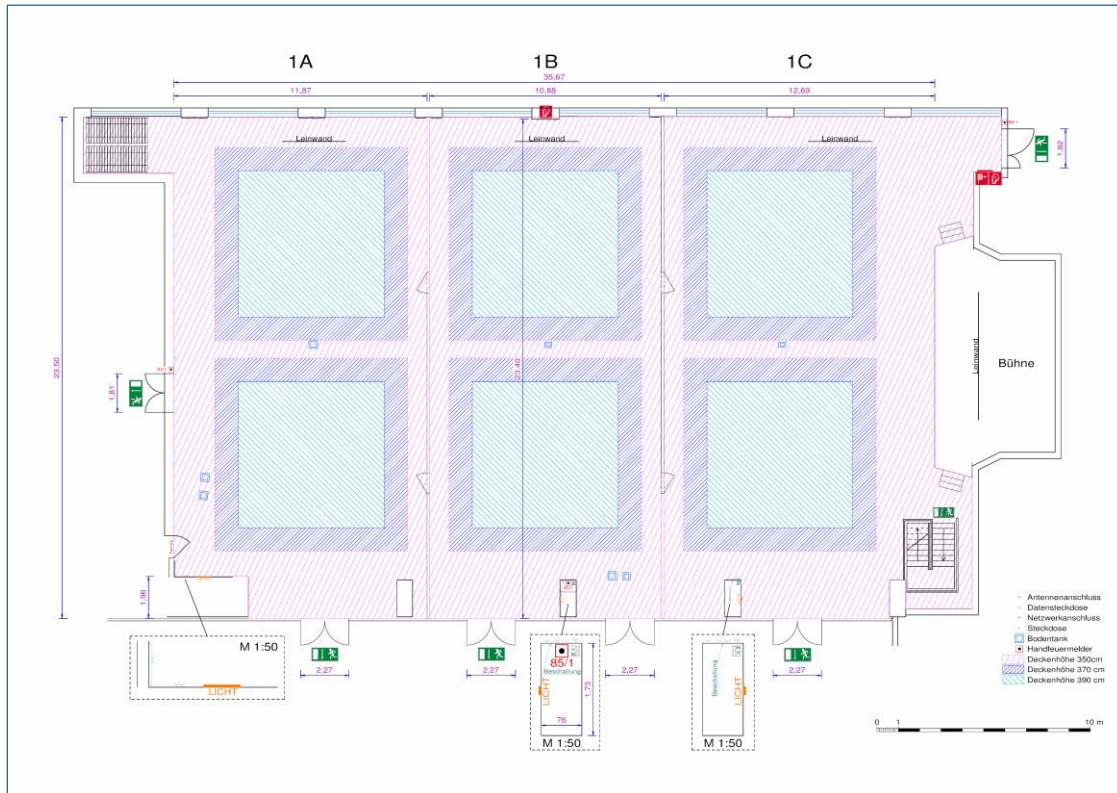 1A
1B
1C
35,67
11,87
10,88
12,69
Leinwand
Leinwand
Leinwand
1.82
23.50
23.40
1.81
Leinwand
Bühne
1.96
M 1:50
LICHT
2,27
2,27
2,27
2,27
85/1
Beschallung
LICHT
1,73
76
M 1:50
Beschallung
LICHT
M 1:50
Antennenanschluss
Datensteckdose
Netzwerkanschluss
Steckdose
Bodentank
Handfeuermelder
Deckenhöhe 350cm
Deckenhöhe 370 cm
Deckenhöhe 390 cm
0 1 10 m